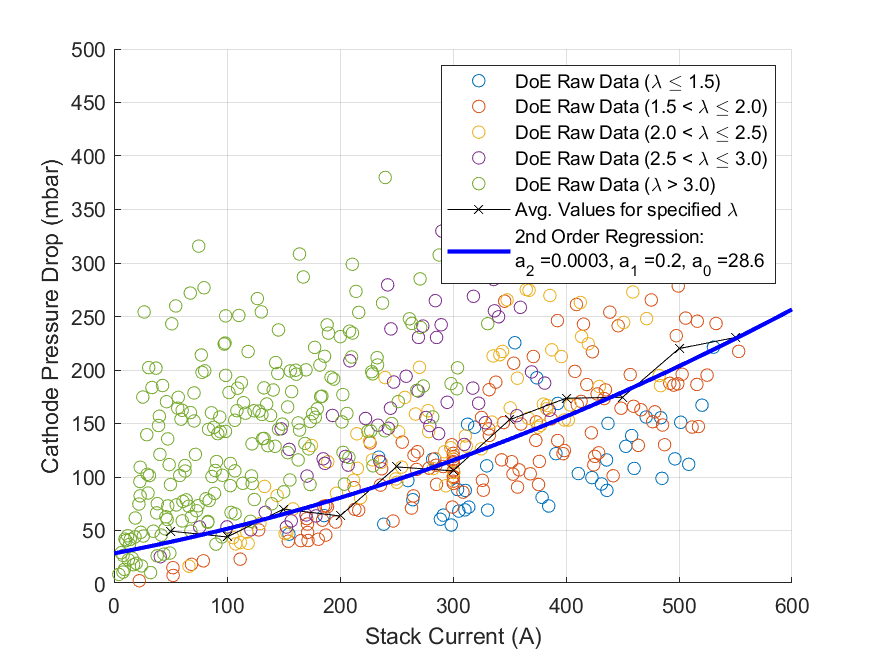 500
450
400
350
300
250
200
150
100
50
0
0 100 200 300 400 500 600
Cathode Pressure Drop (mbar)
Stack Current (A)
DoE Raw Data (λ ≤ 1.5)
DoE Raw Data (1.5 < λ ≤ 2.0)
DoE Raw Data (2.0 < λ ≤ 2.5)
DoE Raw Data (2.5 < λ ≤ 3.0)
DoE Raw Data (λ > 3.0)
Avg. Values for specified λ
2nd Order Regression:
a2 =0.0003, a1 =0.2, a0 =28.6